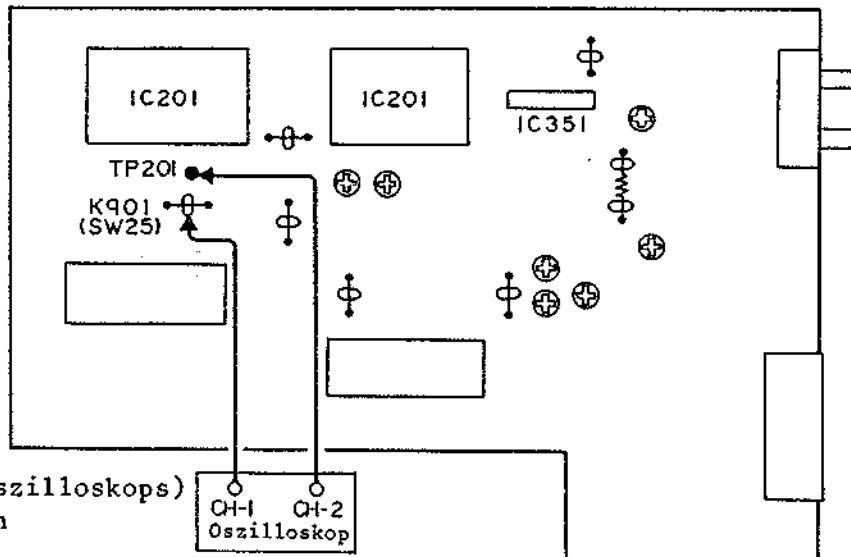 IC201
IC201
IC351
TP201
K901
(SW25)
szilloskops)
n
CH-1 CH-2
Oszilloskop